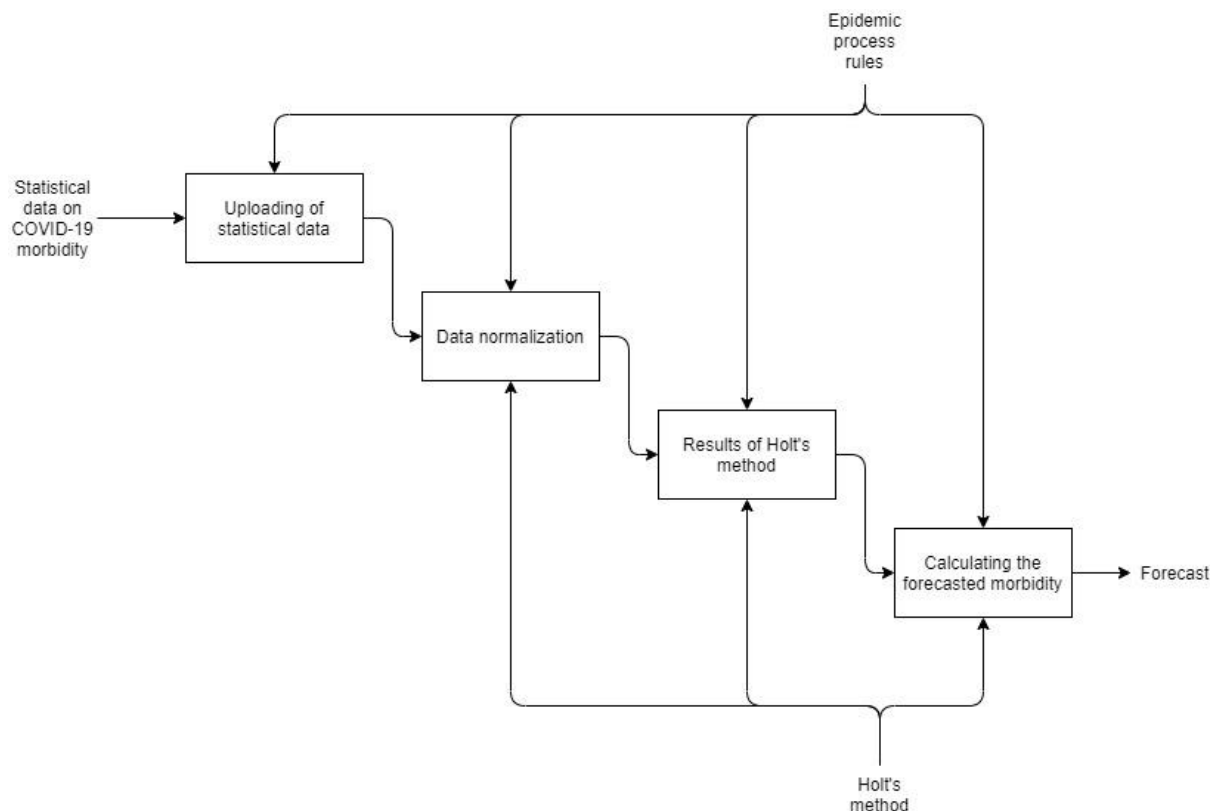 Epidemic
process
rules
Statistical
data on
COVID-19
morbidity
Uploading of
statistical data
Data normalization
Results of Holt's
method
Calculating the
forecasted morbidity
Forecast
Holt's
method